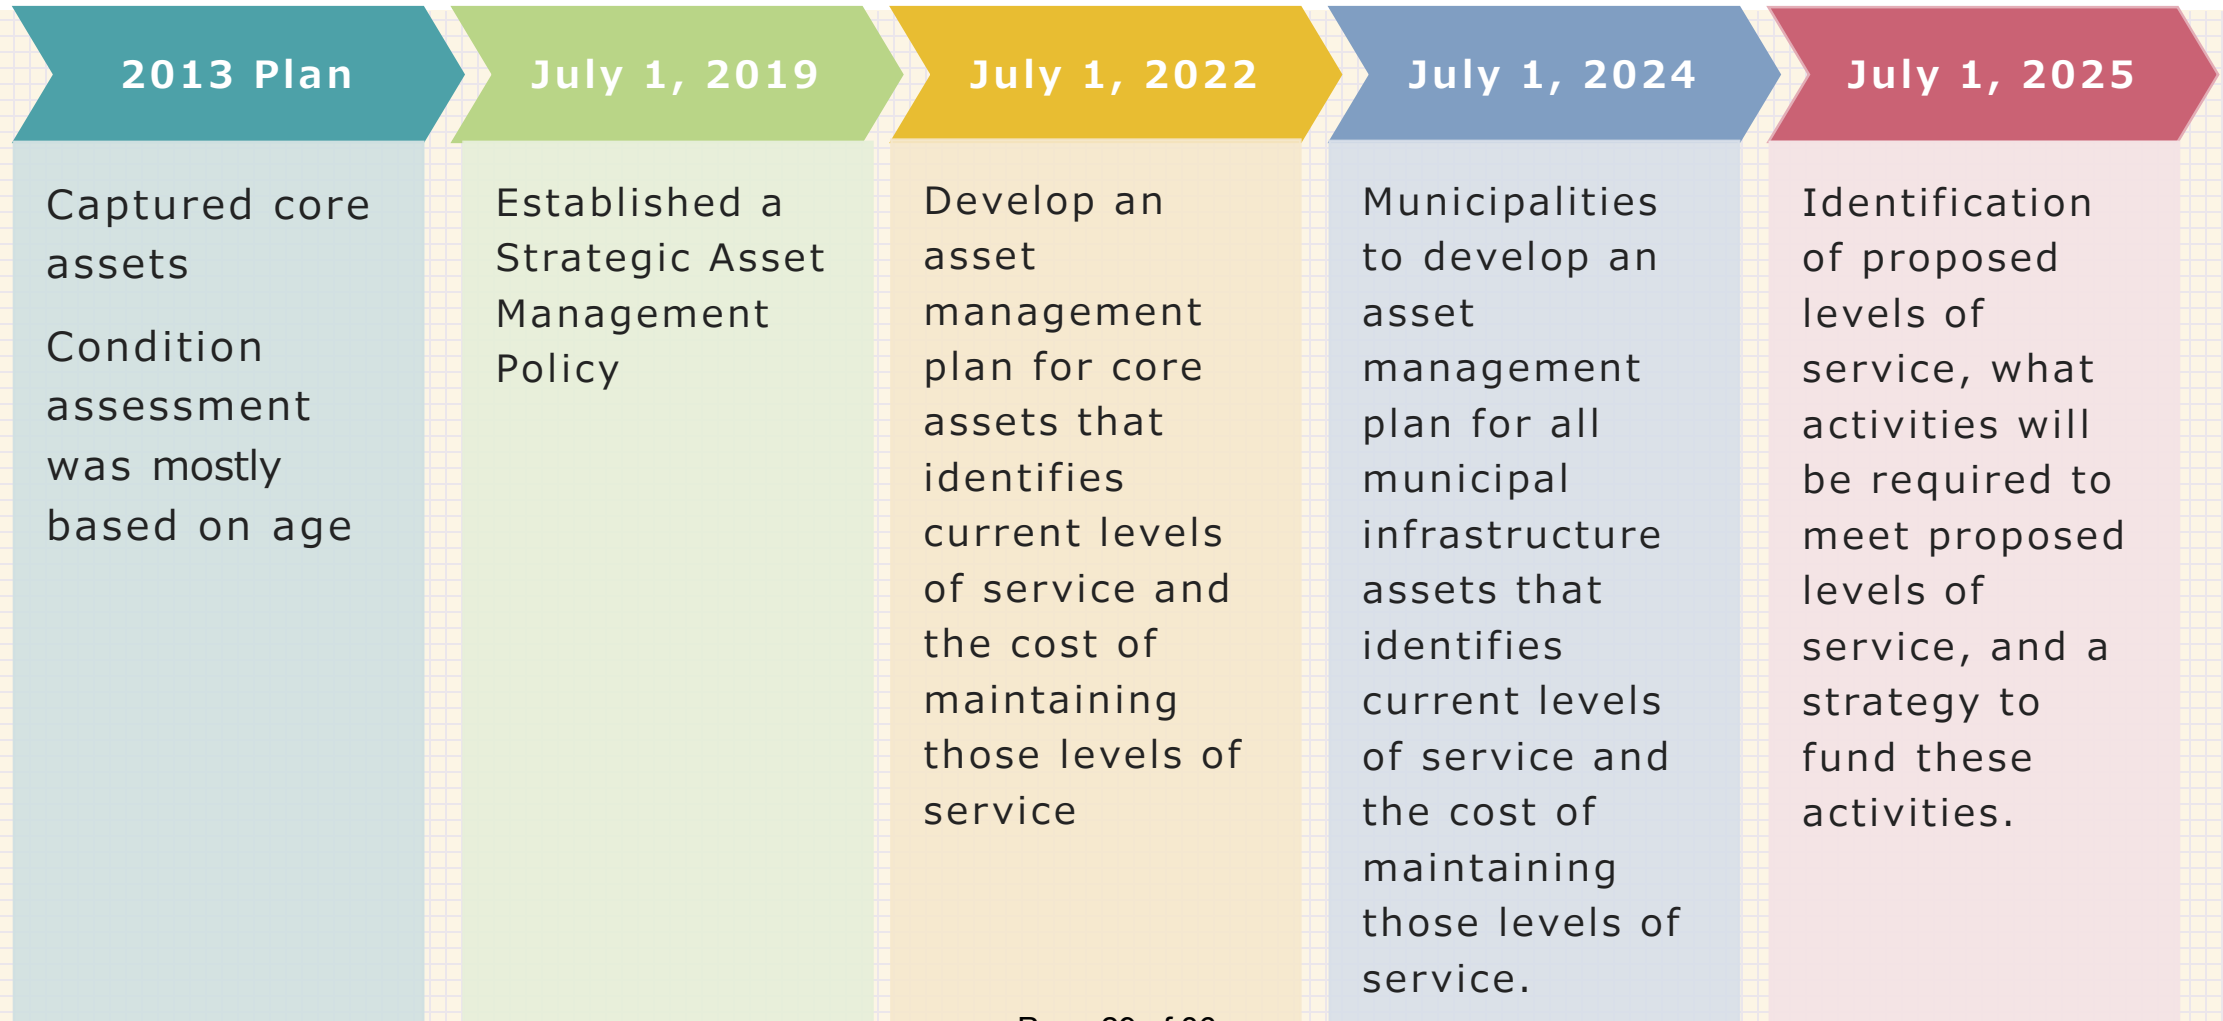 2013 Plan
Captured core
assets
Condition
assessment
was mostly
based on age
July 1, 2019
Established a
Strategic Asset
Management
Policy
July 1, 2022
Develop an
asset
management
plan for core
assets that
identifies
current levels
of service and
the cost of
maintaining
those levels of
service
July 1, 2024
Municipalities
to develop an
asset
management
plan for all
municipal
infrastructure
assets that
identifies
current levels
of service and
the cost of
maintaining
those levels of
service.
July 1, 2025
Identification
of proposed
levels of
service, what
activities will
be required to
meet proposed
levels of
service, and a
strategy to
fund these
activities.